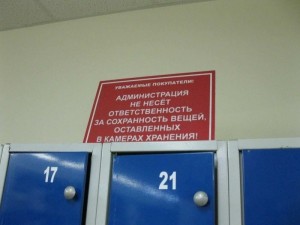 УВАЖАЕМЫЕ ПОКУПАТЕЛИ!
АДМИНИСТРАЦИЯ
НЕ НЕСЁТ
ОТВЕТСТВЕННОСТЬ
ЗА СОХРАННОСТЬ ВЕЩЕЙ,
ОСТАВЛЕННЫХ
В КАМЕРАХ ХРАНЕНИЯ!
17
21